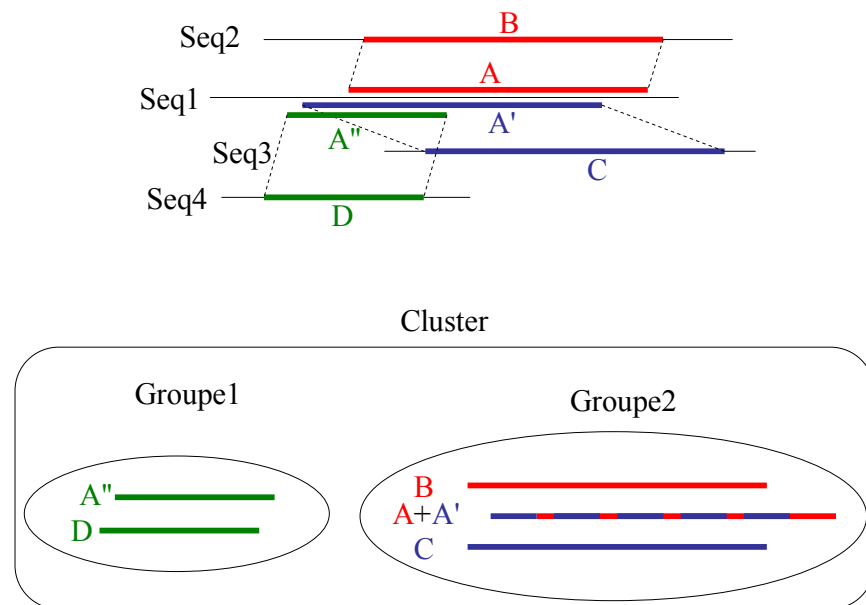 B
Seq2
A
Seq1
A'
A"
Seq3
C
Seq4
D
Cluster
Groupe1
Groupe2
A"
D
B
A+A'
C